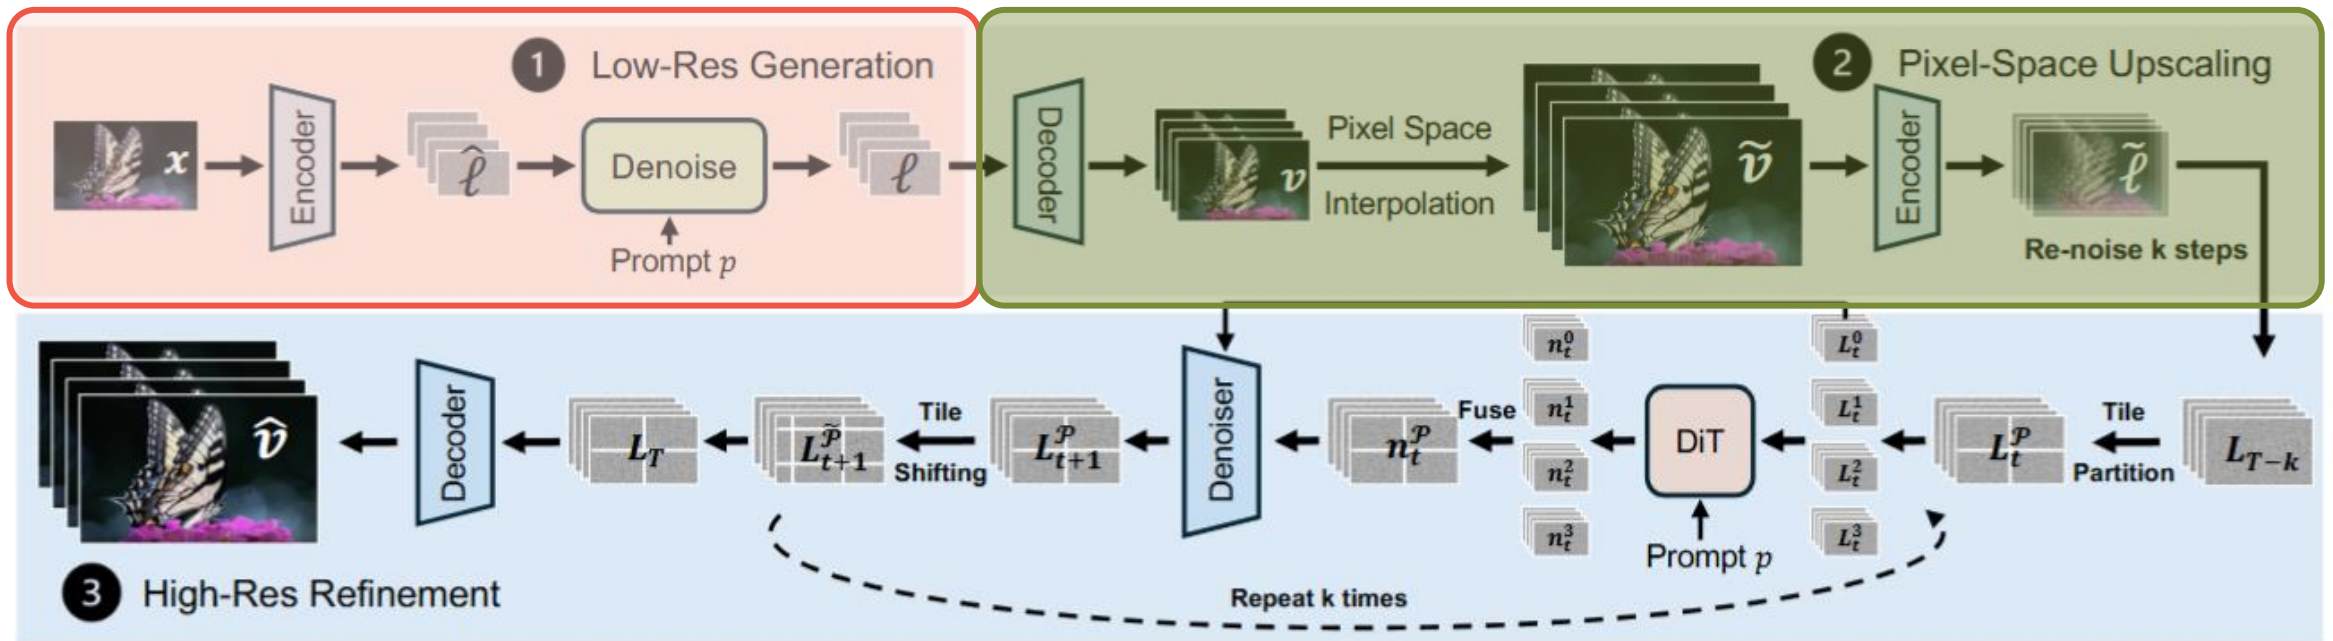 1 Low-Res Generation
x
Encoder
ℓ̂
Denoise
Prompt p
ℓ
2 Pixel-Space Upscaling
Decoder
v
Pixel Space
Interpolation
ṽ
Encoder
ℓ̃
Re-noise k steps
L_{T-k}
Tile
Partition
L_t^𝒫
L_t^0
L_t^1
L_t^2
L_t^3
DiT
Prompt p
n_t^0
n_t^1
n_t^2
n_t^3
Fuse
n_t^𝒫
Denoiser
L_{t+1}^𝒫
Tile
Shifting
L_{t+1}^{𝒫̃}
L_T
Decoder
v̂
Repeat k times
3 High-Res Refinement